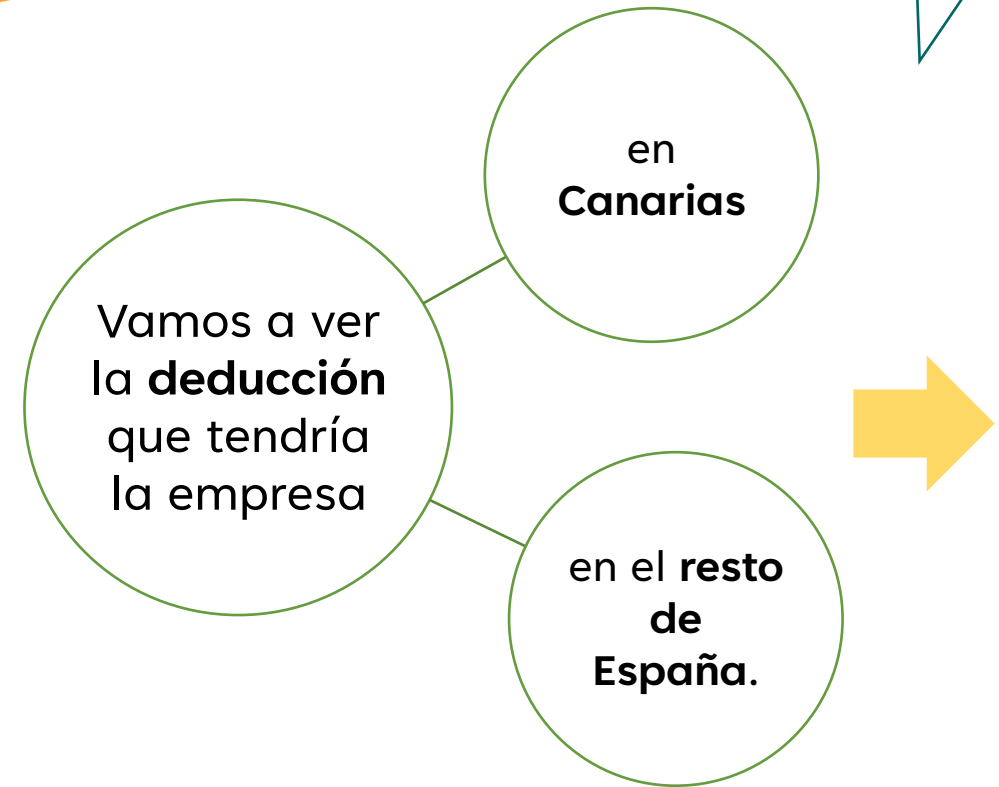 Vamos a ver
la deducción
que tendría
la empresa
en
Canarias
en el resto
de
España.